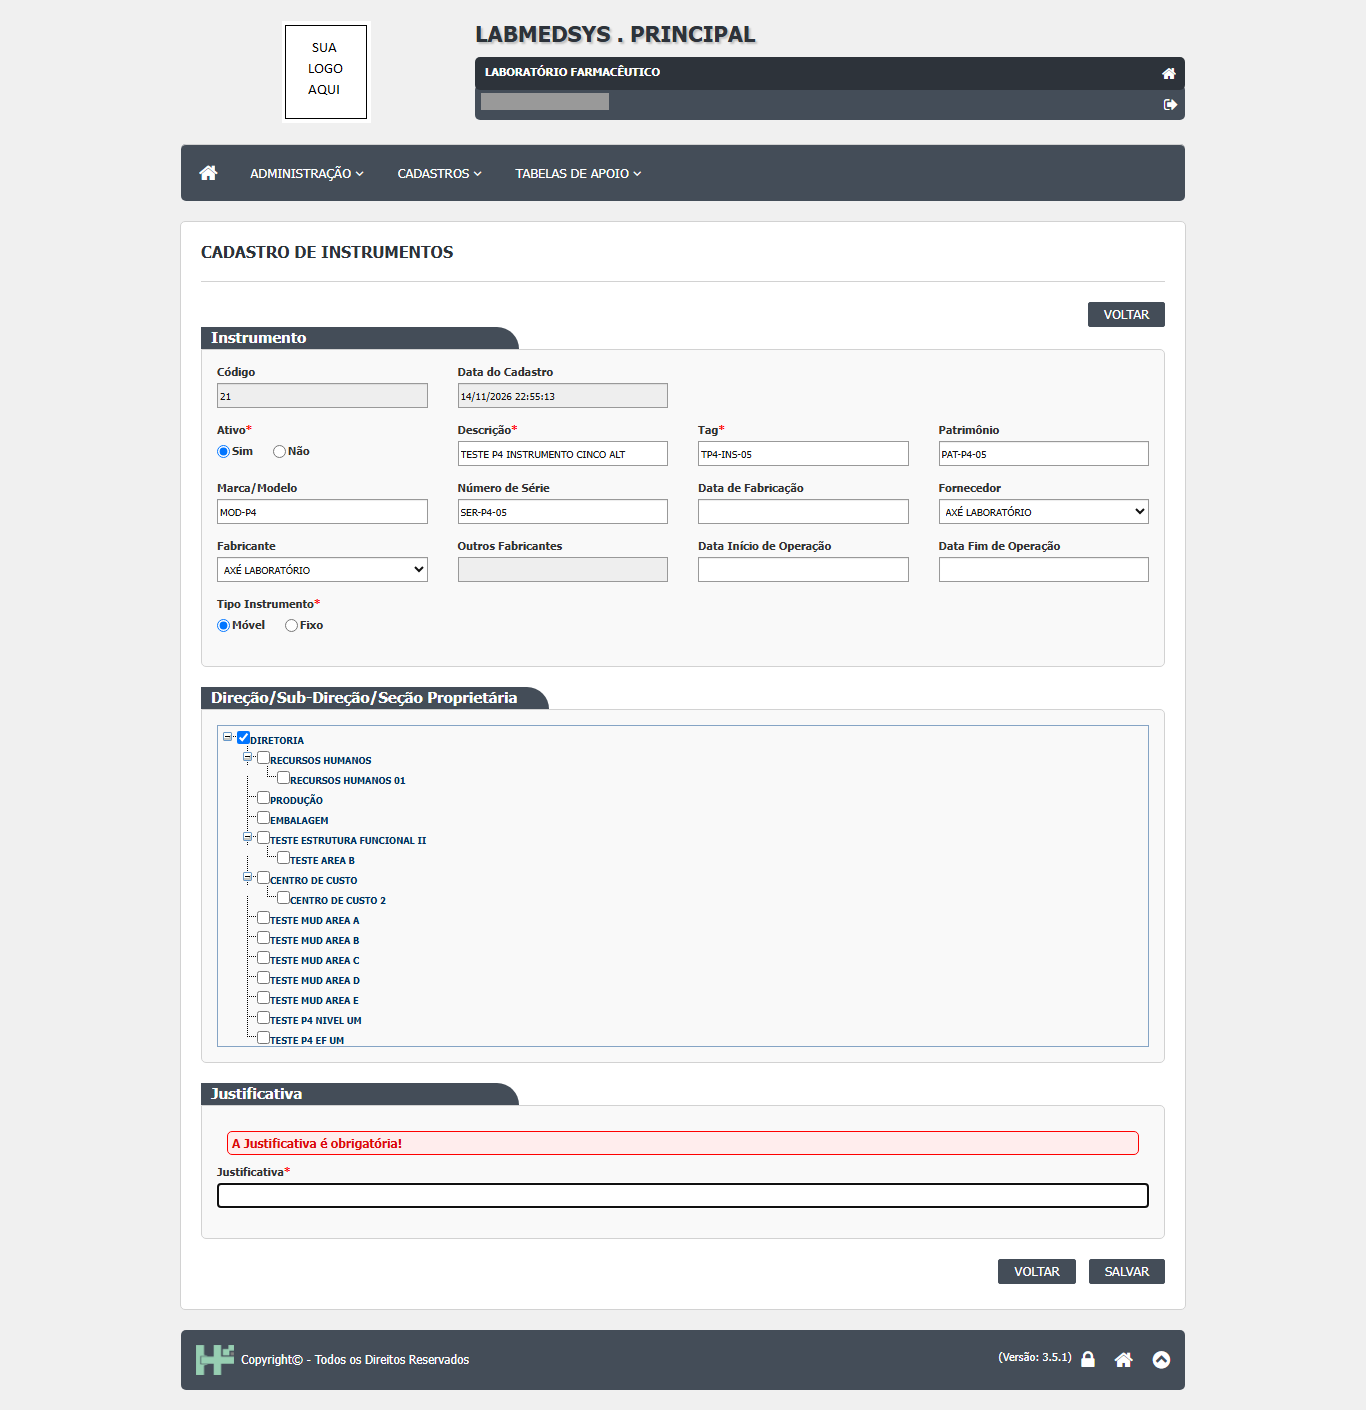 SUA
LOGO
AQUI
LABMEDSYS . PRINCIPAL
LABORATÓRIO FARMACÊUTICO
ADMINISTRAÇÃO CADASTROS TABELAS DE APOIO
CADASTRO DE INSTRUMENTOS
VOLTAR
Instrumento
Código Data do Cadastro
21 14/11/2026 22:55:13
Ativo* Descrição* Tag* Patrimônio
Sim Não TESTE P4 INSTRUMENTO CINCO ALT TP4-INS-05 PAT-P4-05
Marca/Modelo Número de Série Data de Fabricação Fornecedor
MOD-P4 SER-P4-05 AXÉ LABORATÓRIO
Fabricante Outros Fabricantes Data Início de Operação Data Fim de Operação
AXÉ LABORATÓRIO
Tipo Instrumento*
Móvel Fixo
Direção/Sub-Direção/Seção Proprietária
DIRETORIA
RECURSOS HUMANOS
RECURSOS HUMANOS 01
PRODUÇÃO
EMBALAGEM
TESTE ESTRUTURA FUNCIONAL II
TESTE AREA B
CENTRO DE CUSTO
CENTRO DE CUSTO 2
TESTE MUD AREA A
TESTE MUD AREA B
TESTE MUD AREA C
TESTE MUD AREA D
TESTE MUD AREA E
TESTE P4 NIVEL UM
TESTE P4 EF UM
Justificativa
A Justificativa é obrigatória!
Justificativa*
VOLTAR SALVAR
Copyright© - Todos os Direitos Reservados (Versão: 3.5.1)